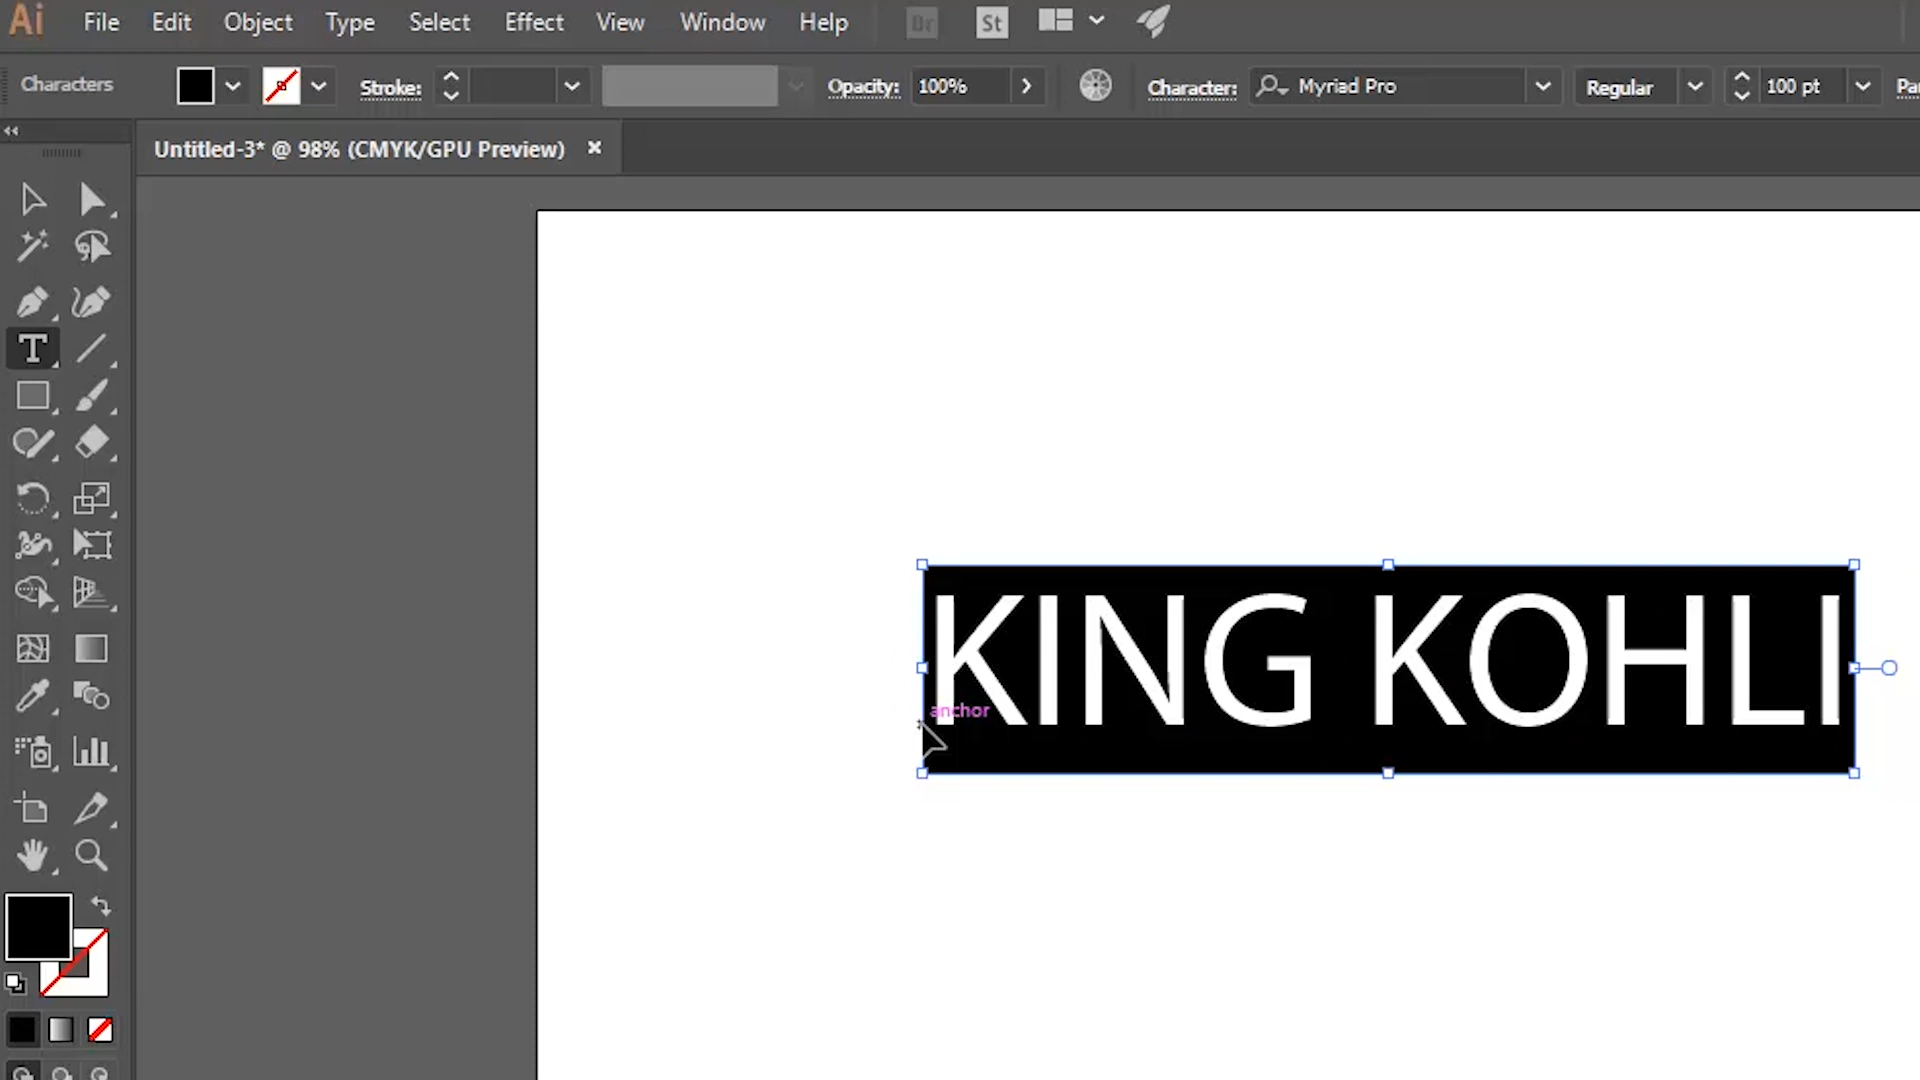 Ai File Edit Object Type Select Effect View Window Help Br St
Characters Stroke: Opacity: 100% Character: Myriad Pro Regular 100 pt
Untitled-3* @ 98% (CMYK/GPU Preview)
KING KOHLI
anchor